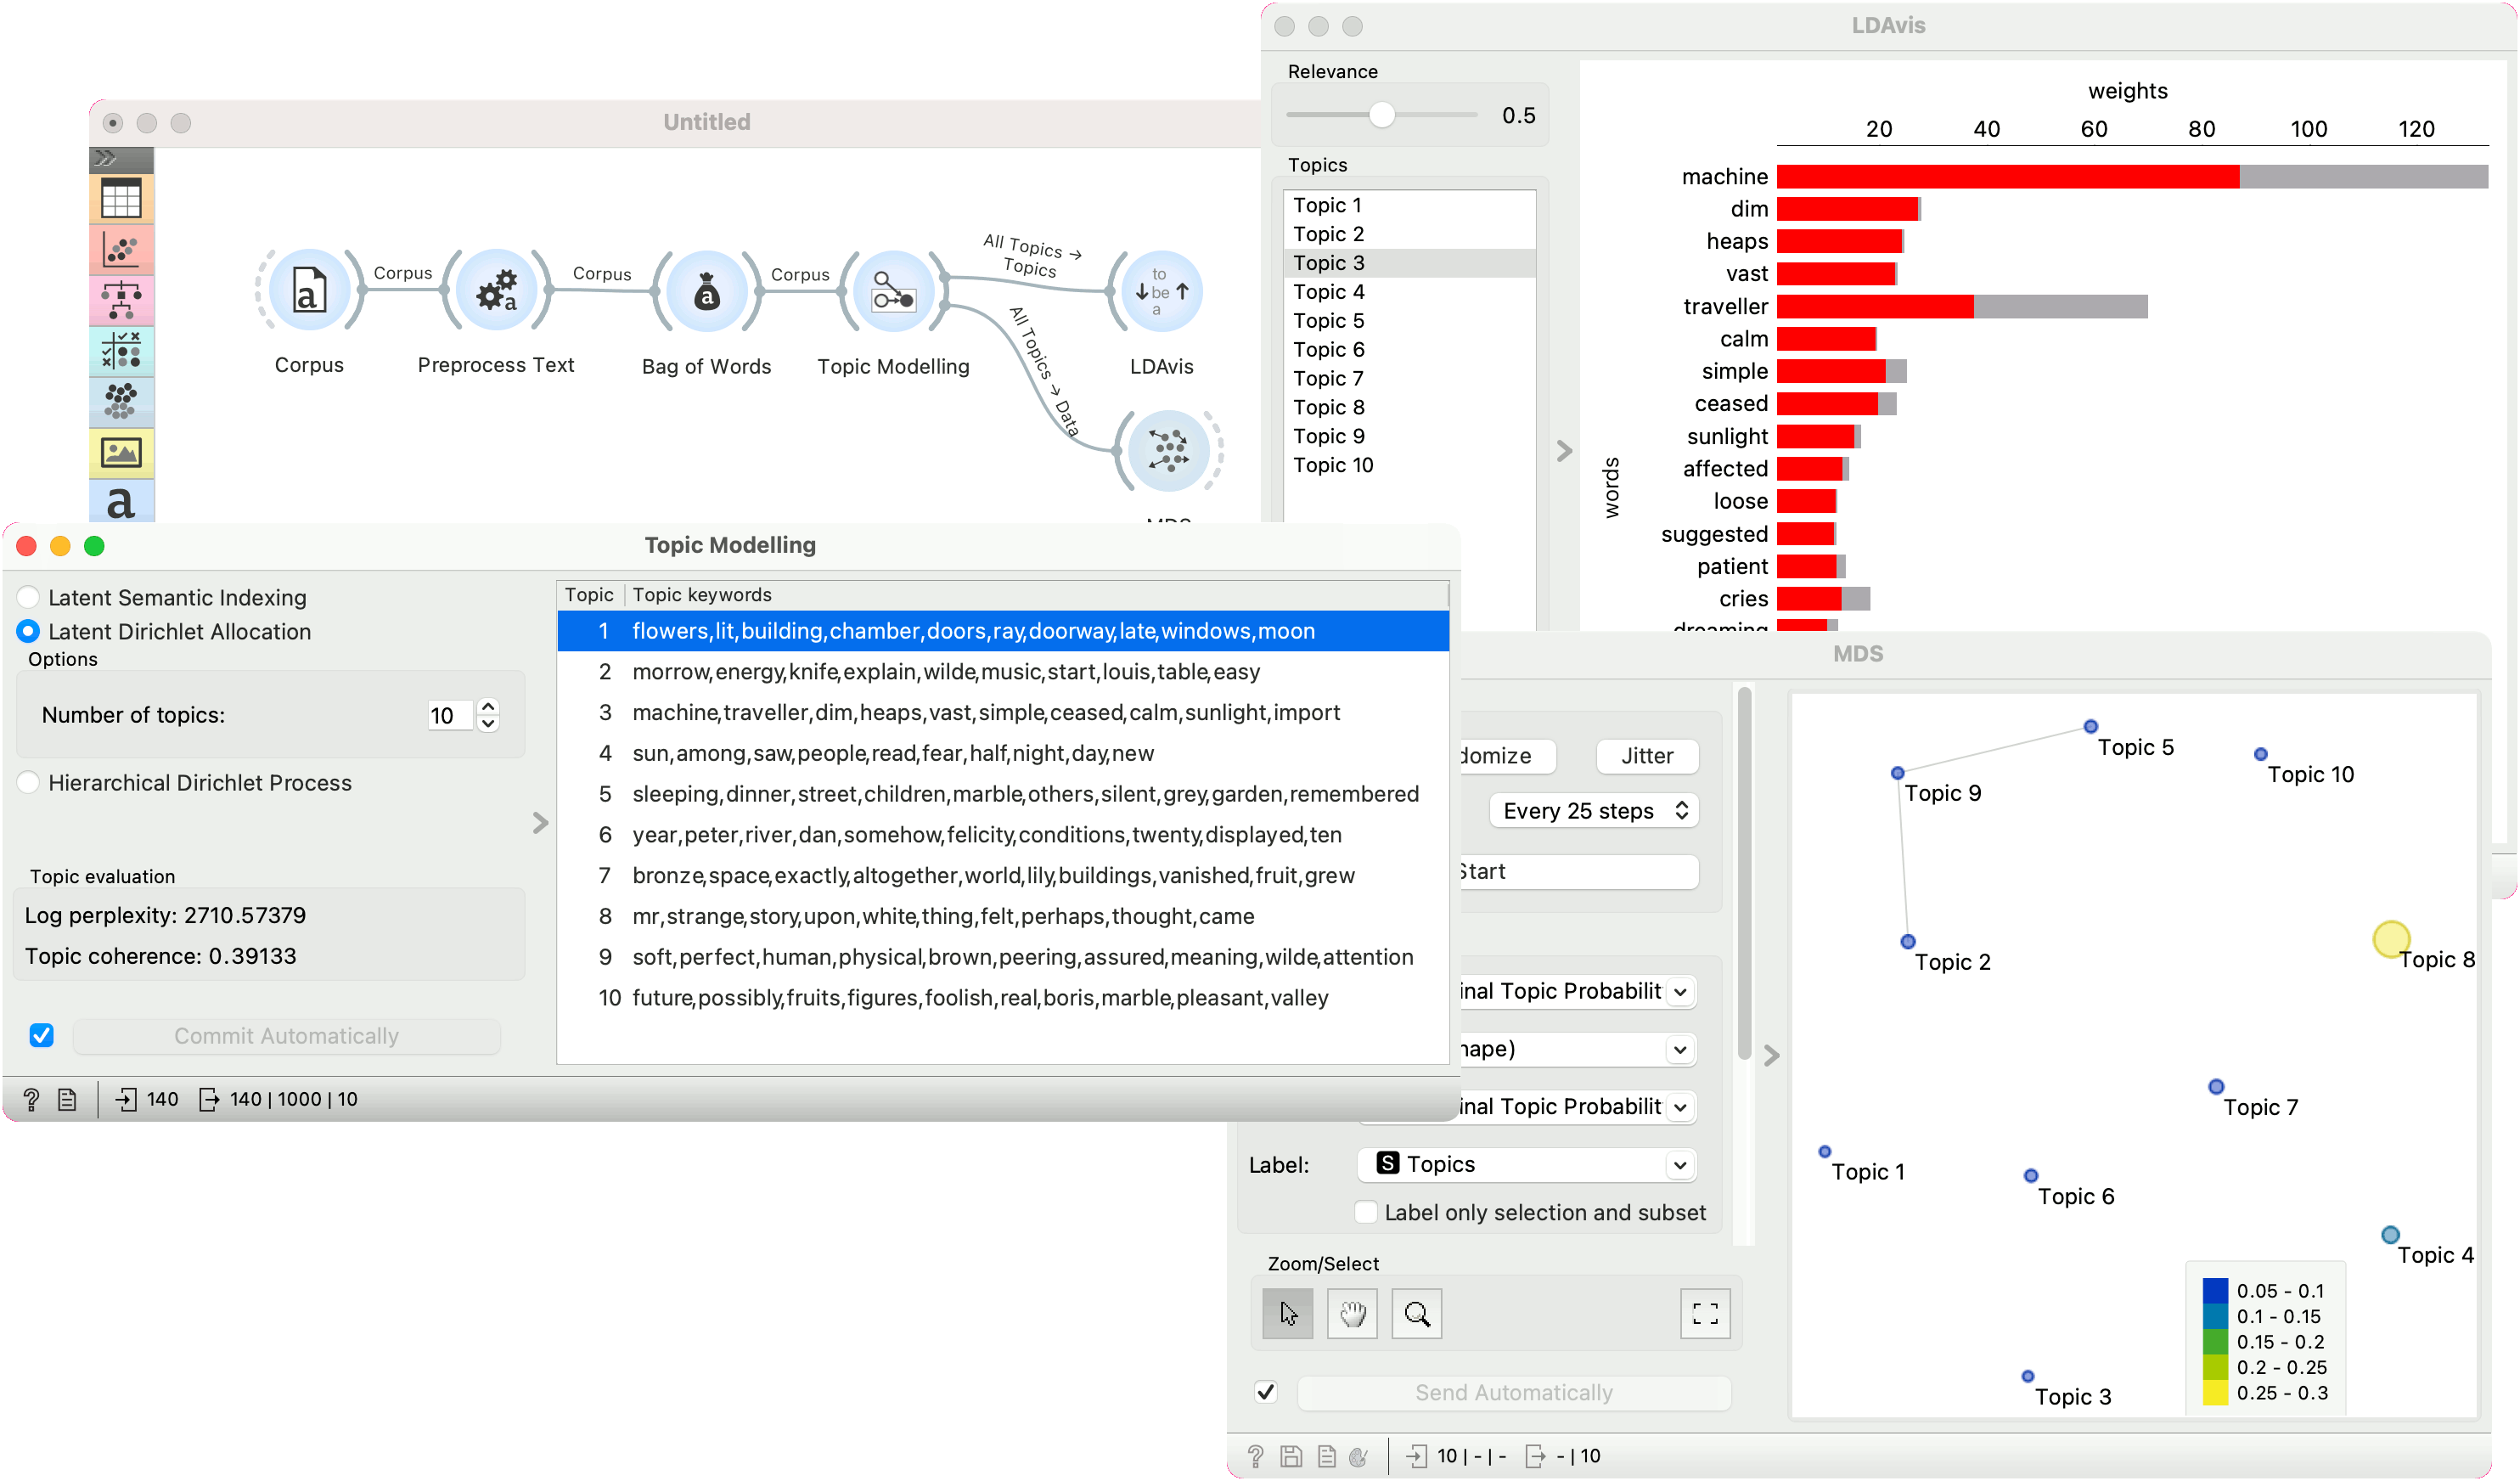 Untitled
Corpus
Corpus
Corpus
All Topics → Topics
All Topics → Data
a
a
a
to
be
a
Corpus
Preprocess Text
Bag of Words
Topic Modelling
LDAvis
MDS
a
LDAvis
Relevance
0.5
Topics
Topic 1
Topic 2
Topic 3
Topic 4
Topic 5
Topic 6
Topic 7
Topic 8
Topic 9
Topic 10
weights
20 40 60 80 100 120
words
machine
dim
heaps
vast
traveller
calm
simple
ceased
sunlight
affected
loose
suggested
patient
cries
dreaming
Topic Modelling
Latent Semantic Indexing
Latent Dirichlet Allocation
Options
Number of topics: 10
Hierarchical Dirichlet Process
Topic evaluation
Log perplexity: 2710.57379
Topic coherence: 0.39133
Commit Automatically
Topic Topic keywords
1 flowers,lit,building,chamber,doors,ray,doorway,late,windows,moon
2 morrow,energy,knife,explain,wilde,music,start,louis,table,easy
3 machine,traveller,dim,heaps,vast,simple,ceased,calm,sunlight,import
4 sun,among,saw,people,read,fear,half,night,day,new
5 sleeping,dinner,street,children,marble,others,silent,grey,garden,remembered
6 year,peter,river,dan,somehow,felicity,conditions,twenty,displayed,ten
7 bronze,space,exactly,altogether,world,lily,buildings,vanished,fruit,grew
8 mr,strange,story,upon,white,thing,felt,perhaps,thought,came
9 soft,perfect,human,physical,brown,peering,assured,meaning,wilde,attention
10 future,possibly,fruits,figures,foolish,real,boris,marble,pleasant,valley
? 140 140 | 1000 | 10
MDS
domize Jitter
Every 25 steps
Start
inal Topic Probabilit
hape)
inal Topic Probabilit
Label: S Topics
Label only selection and subset
Zoom/Select
Send Automatically
? 10 | - | - - | 10
Topic 5
Topic 10
Topic 9
Topic 2
Topic 8
Topic 7
Topic 1
Topic 6
Topic 4
Topic 3
0.05 - 0.1
0.1 - 0.15
0.15 - 0.2
0.2 - 0.25
0.25 - 0.3